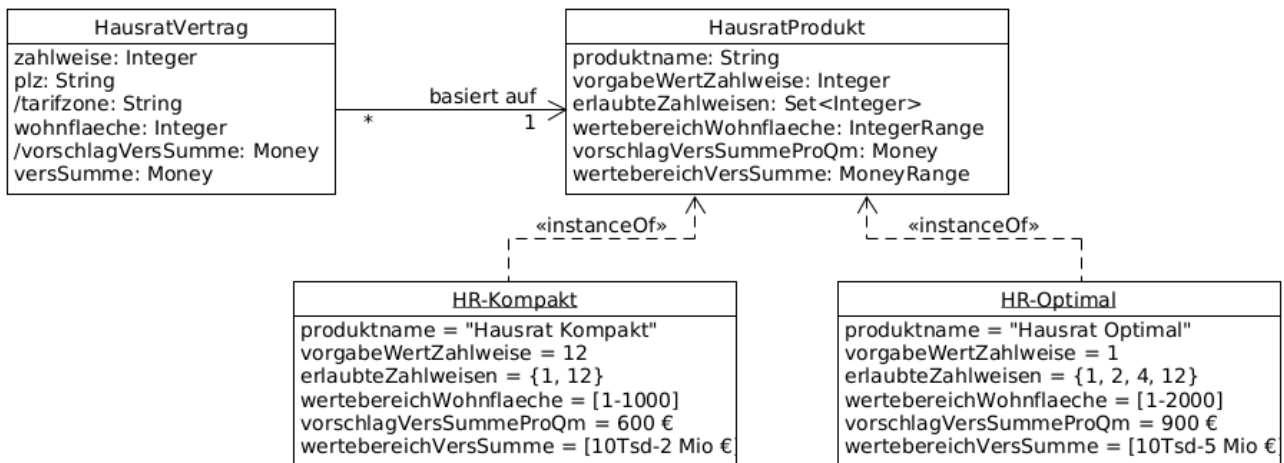 HausratVertrag
zahlweise: Integer
plz: String
/tarifzone: String
wohnflaeche: Integer
/vorschlagVersSumme: Money
versSumme: Money
basiert auf
*
1
HausratProdukt
produktname: String
vorgabeWertZahlweise: Integer
erlaubteZahlweisen: Set<Integer>
wertebereichWohnflaeche: IntegerRange
vorschlagVersSummeProQm: Money
wertebereichVersSumme: MoneyRange
«instanceOf»
«instanceOf»
HR-Kompakt
produktname = "Hausrat Kompakt"
vorgabeWertZahlweise = 12
erlaubteZahlweisen = {1, 12}
wertebereichWohnflaeche = [1-1000]
vorschlagVersSummeProQm = 600 €
wertebereichVersSumme = [10Tsd-2 Mio €]
HR-Optimal
produktname = "Hausrat Optimal"
vorgabeWertZahlweise = 1
erlaubteZahlweisen = {1, 2, 4, 12}
wertebereichWohnflaeche = [1-2000]
vorschlagVersSummeProQm = 900 €
wertebereichVersSumme = [10Tsd-5 Mio €